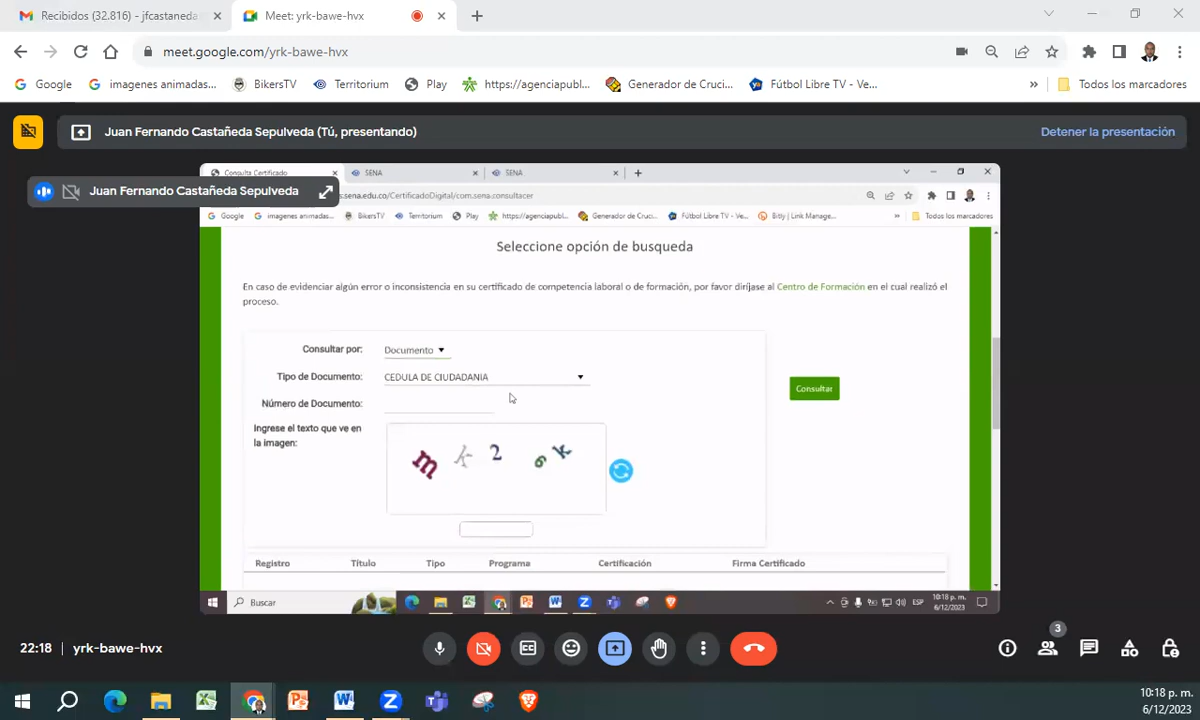 Recibidos (32.816) - jfcastaneda
Meet: yrk-bawe-hvx
meet.google.com/yrk-bawe-hvx
Google
imagenes animadas...
BikersTV
Territorium
Play
https://agenciapubl...
Generador de Cruci...
Fútbol Libre TV - Ve...
»
Todos los marcadores
Juan Fernando Castañeda Sepulveda (Tú, presentando)
Detener la presentación
Consulta Certificado
SENA
SENA
Juan Fernando Castañeda Sepulveda
.sena.edu.co/CertificadoDigital/com.sena.consultacer
Google
imagenes animadas...
BikersTV
Territorium
Play
https://agenciapubl...
Generador de Cruci...
Fútbol Libre TV - Ve...
Bitly | Link Manage...
»
Todos los marcadores
Seleccione opción de busqueda
En caso de evidenciar algún error o inconsistencia en su certificado de competencia laboral o de formación, por favor diríjase al Centro de Formación en el cual realizó el
proceso.
Consultar por:
Documento
Tipo de Documento:
CEDULA DE CIUDADANIA
Consultar
Número de Documento:
Ingrese el texto que ve en
la imagen:
m k 2 6 k
Registro
Título
Tipo
Programa
Certificación
Firma Certificado
Buscar
ESP
10:18 p. m.
6/12/2023
3
22:18
yrk-bawe-hvx
10:18 p. m.
6/12/2023